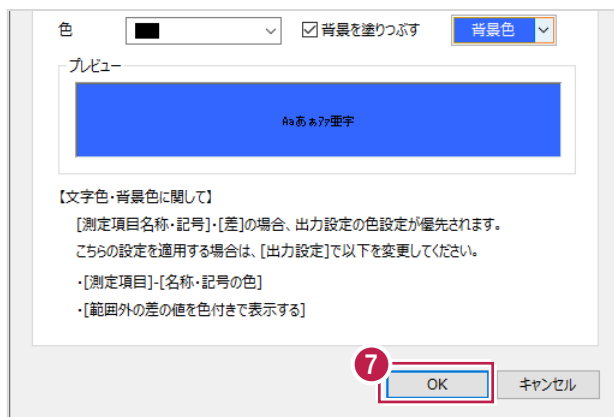 色 背景を塗りつぶす 背景色
プレビュー
Aaあぁｱｧ亜宇
【文字色・背景色に関して】
[測定項目名称・記号]・[差]の場合、出力設定の色設定が優先されます。
こちらの設定を適用する場合は、[出力設定]で以下を変更してください。
・[測定項目]-[名称・記号の色]
・[範囲外の差の値を色付きで表示する]
7
OK キャンセル